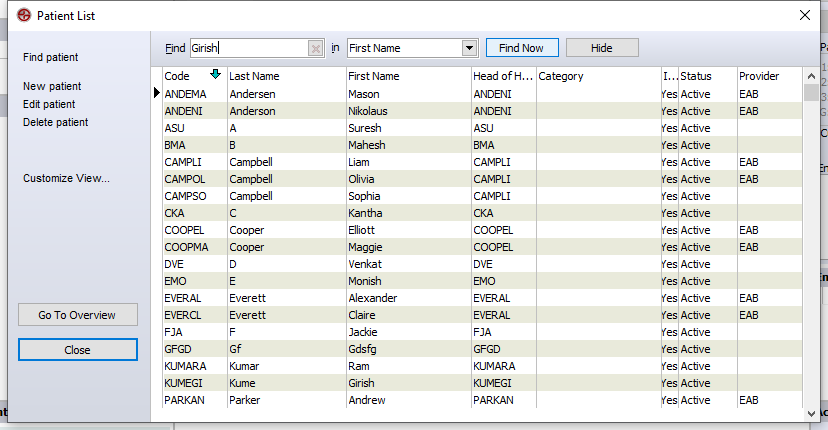 Patient List
Find patient
New patient
Edit patient
Delete patient
Customize View...
Go To Overview
Close
Find Girish in First Name Find Now Hide
Code Last Name First Name Head of H... Category I... Status Provider
ANDEMA Andersen Mason ANDENI Yes Active EAB
ANDENI Anderson Nikolaus ANDENI Yes Active EAB
ASU A Suresh ASU Yes Active
BMA B Mahesh BMA Yes Active
CAMPLI Campbell Liam CAMPLI Yes Active EAB
CAMPOL Campbell Olivia CAMPLI Yes Active EAB
CAMPSO Campbell Sophia CAMPLI Yes Active
CKA C Kantha CKA Yes Active
COOPEL Cooper Elliott COOPEL Yes Active EAB
COOPMA Cooper Maggie COOPEL Yes Active EAB
DVE D Venkat DVE Yes Active
EMO E Monish EMO Yes Active
EVERAL Everett Alexander EVERAL Yes Active EAB
EVERCL Everett Claire EVERAL Yes Active EAB
FJA F Jackie FJA Yes Active
GFGD Gf Gdsfg GFGD Yes Active
KUMARA Kumar Ram KUMARA Yes Active
KUMEGI Kume Girish KUMEGI Yes Active
PARKAN Parker Andrew PARKAN Yes Active EAB